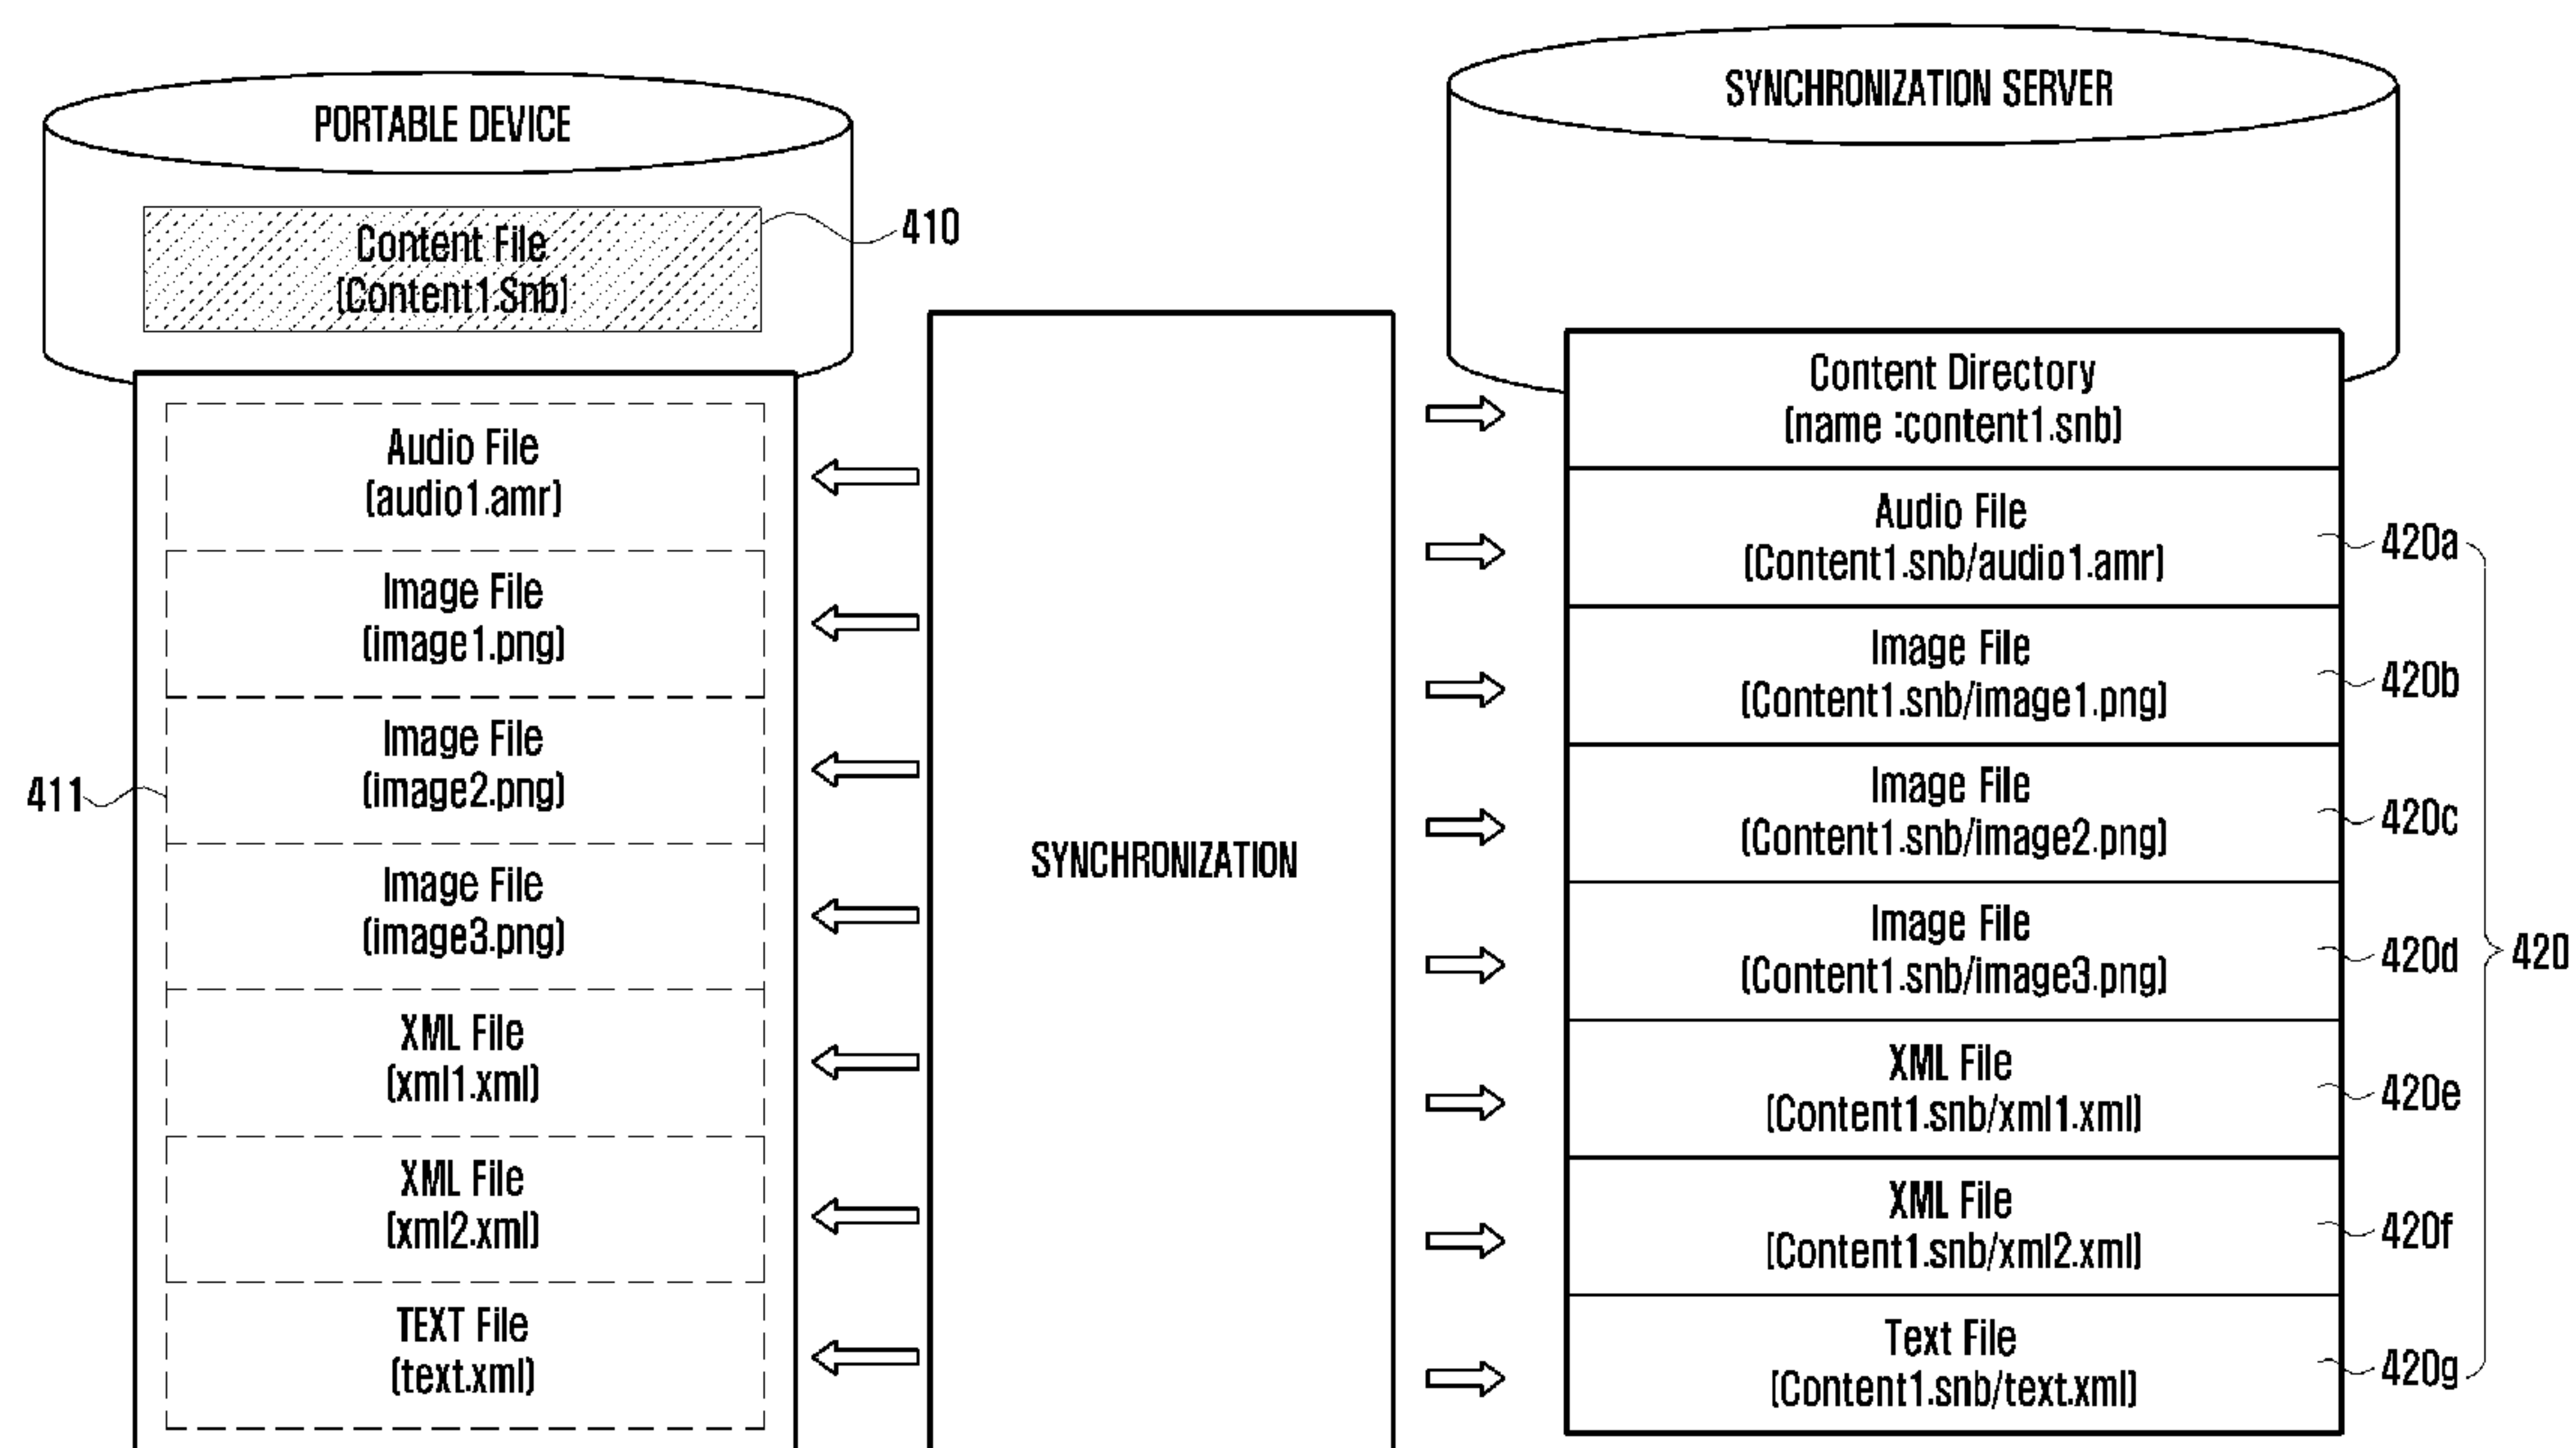 PORTABLE DEVICE
Content File
(Content1.Snb)
410
Audio File
(audio1.amr)
Image File
(image1.png)
Image File
(image2.png)
411
Image File
(image3.png)
XML File
(xml1.xml)
XML File
(xml2.xml)
TEXT File
(text.xml)
SYNCHRONIZATION
SYNCHRONIZATION SERVER
Content Directory
(name :content1.snb)
Audio File
(Content1.snb/audio1.amr)
420a
Image File
(Content1.snb/image1.png)
420b
Image File
(Content1.snb/image2.png)
420c
Image File
(Content1.snb/image3.png)
420d
420
XML File
(Content1.snb/xml1.xml)
420e
XML File
(Content1.snb/xml2.xml)
420f
Text File
(Content1.snb/text.xml)
420g